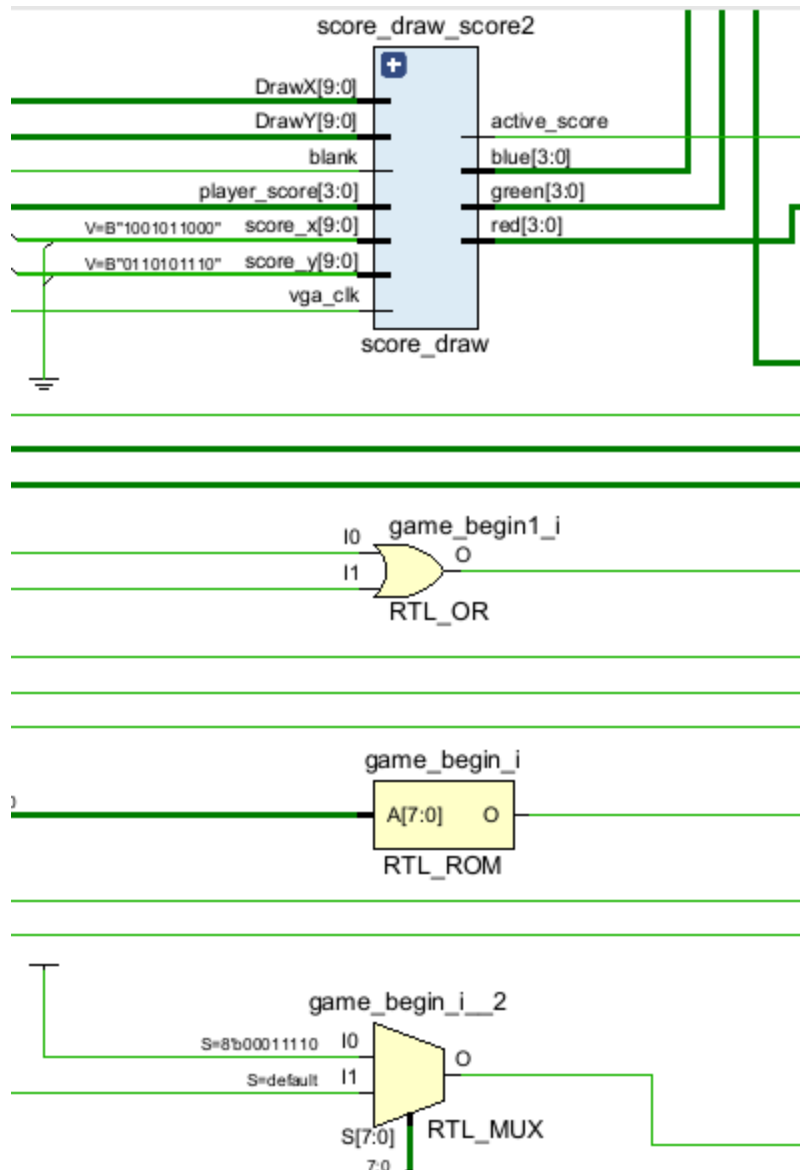 score_draw_score2
DrawX[9:0]
DrawY[9:0]
active_score
blank
blue[3:0]
player_score[3:0]
green[3:0]
V=B"1001011000" score_x[9:0]
red[3:0]
V=B"0110101110" score_y[9:0]
vga_clk
score_draw
game_begin1_i
I0
O
I1
RTL_OR
game_begin_i
A[7:0] O
RTL_ROM
game_begin_i__2
S=8'b00011110 I0
O
S=default I1
S[7:0]
RTL_MUX
7:0